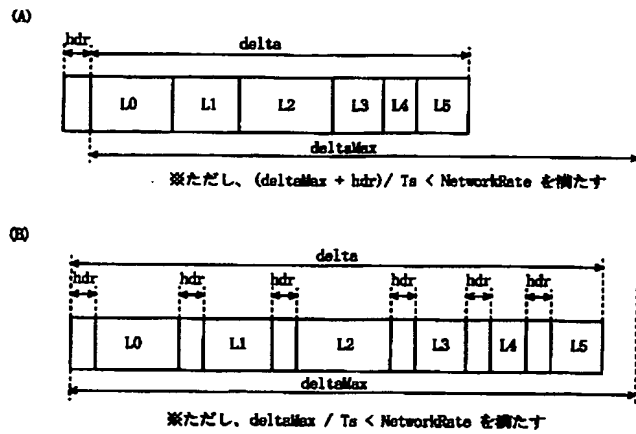 (A)
hdr
delta
L0 L1 L2 L3 L4 L5
deltaMax
※ただし、(deltaMax + hdr)/ Ts < NetworkRate を満たす
(B)
delta
hdr hdr hdr hdr hdr hdr
L0 L1 L2 L3 L4 L5
deltaMax
※ただし、deltaMax / Ts < NetworkRate を満たす